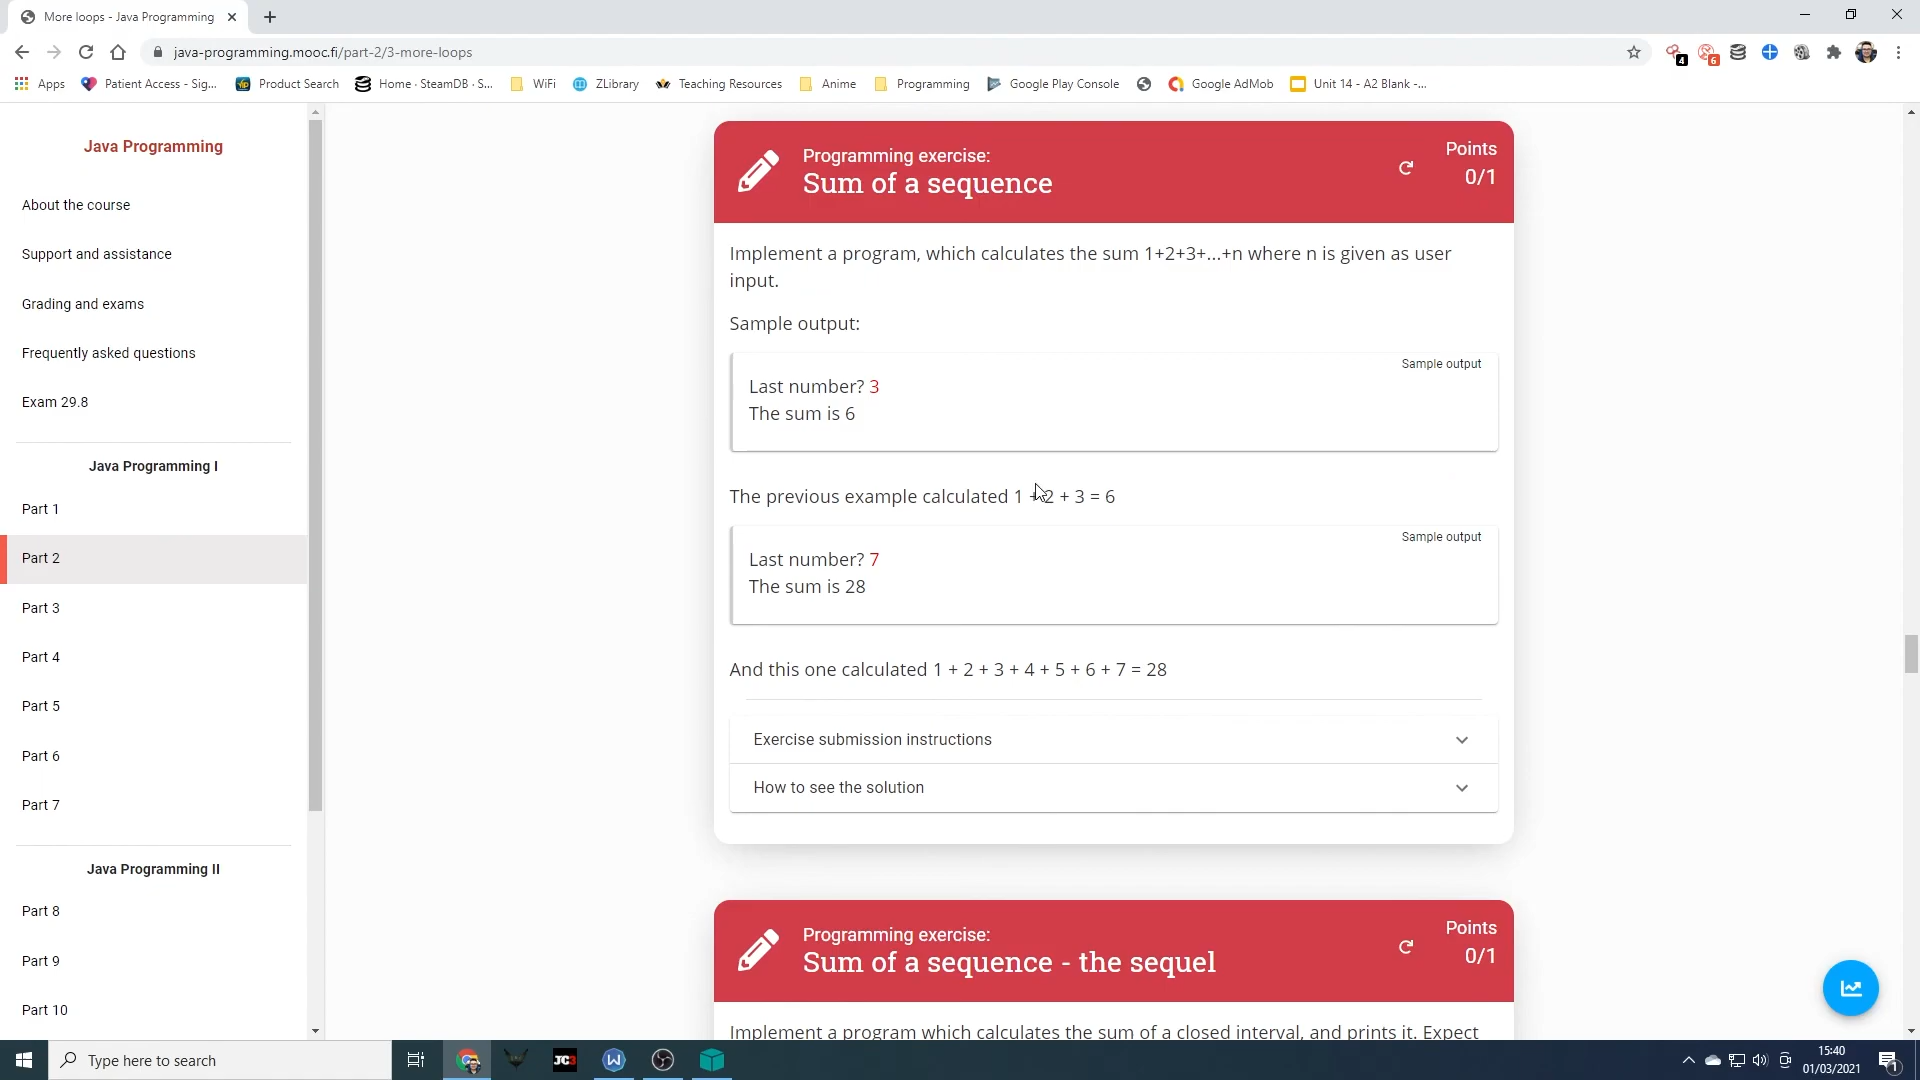 More loops - Java Programming
java-programming.mooc.fi/part-2/3-more-loops
4
6
Apps
Patient Access - Sig...
Product Search
Home · SteamDB · S...
WiFi
ZLibrary
Teaching Resources
Anime
Programming
Google Play Console
Google AdMob
Unit 14 - A2 Blank -...
Java Programming
About the course
Support and assistance
Grading and exams
Frequently asked questions
Exam 29.8
Java Programming I
Part 1
Part 2
Part 3
Part 4
Part 5
Part 6
Part 7
Java Programming II
Part 8
Part 9
Part 10
Programming exercise:
Sum of a sequence
Points
0/1
Implement a program, which calculates the sum 1+2+3+...+n where n is given as user
input.
Sample output:
Sample output
Last number? 3
The sum is 6
The previous example calculated 1 + 2 + 3 = 6
Sample output
Last number? 7
The sum is 28
And this one calculated 1 + 2 + 3 + 4 + 5 + 6 + 7 = 28
Exercise submission instructions
How to see the solution
Programming exercise:
Sum of a sequence - the sequel
Points
0/1
Implement a program which calculates the sum of a closed interval, and prints it. Expect
Type here to search
JC3
W
15:40
01/03/2021
1